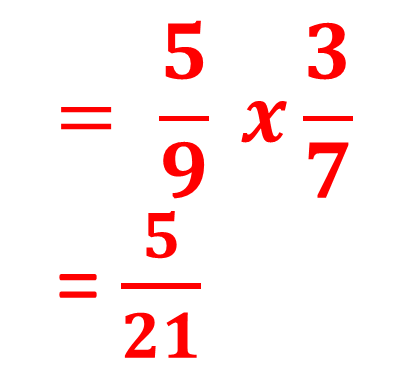 = 5/9 x 3/7
= 5/21